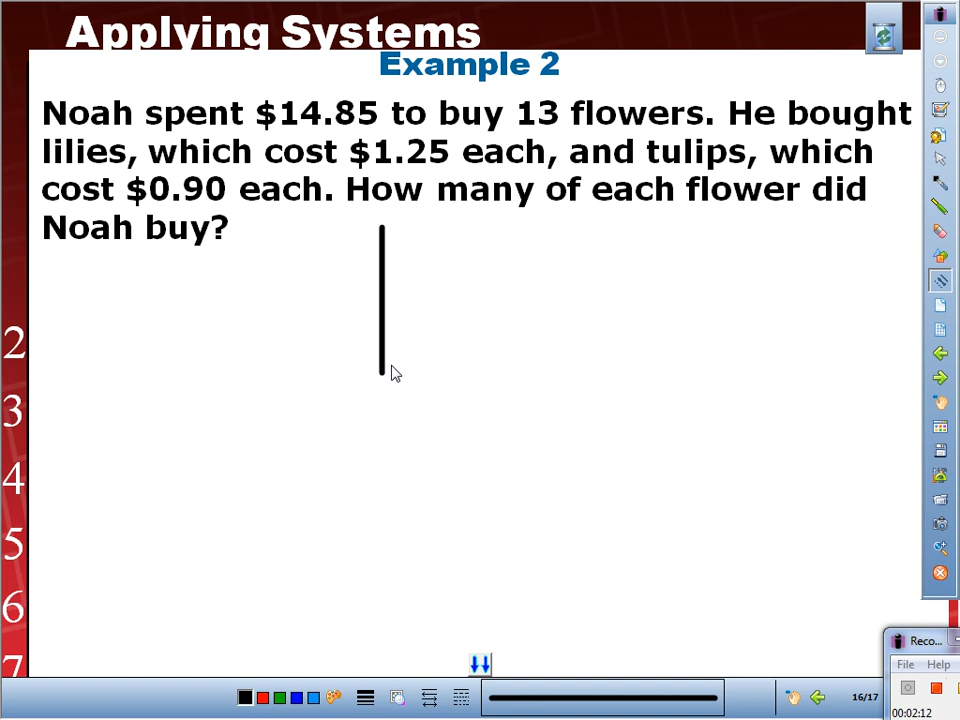 Applying Systems
Example 2
Noah spent $14.85 to buy 13 flowers. He bought
lilies, which cost $1.25 each, and tulips, which
cost $0.90 each. How many of each flower did
Noah buy?
2
3
4
5
6
7
16/17
Reco...
File Help
00:02:12